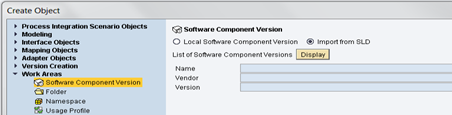 Create Object
Process Integration Scenario Objects
Modeling
Interface Objects
Mapping Objects
Adapter Objects
Version Creation
Work Areas
Software Component Version
Folder
Namespace
Usage Profile
Software Component Version
Local Software Component Version Import from SLD
List of Software Component Versions Display
Name
Vendor
Version